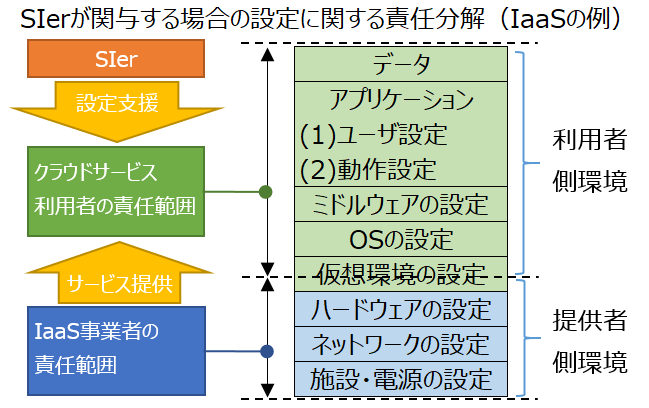 SIerが関与する場合の設定に関する責任分解（IaaSの例）
SIer
設定支援
クラウドサービス
利用者の責任範囲
サービス提供
IaaS事業者の
責任範囲
データ
アプリケーション
(1)ユーザ設定
(2)動作設定
ミドルウェアの設定
OSの設定
仮想環境の設定
ハードウェアの設定
ネットワークの設定
施設・電源の設定
利用者
側環境
提供者
側環境